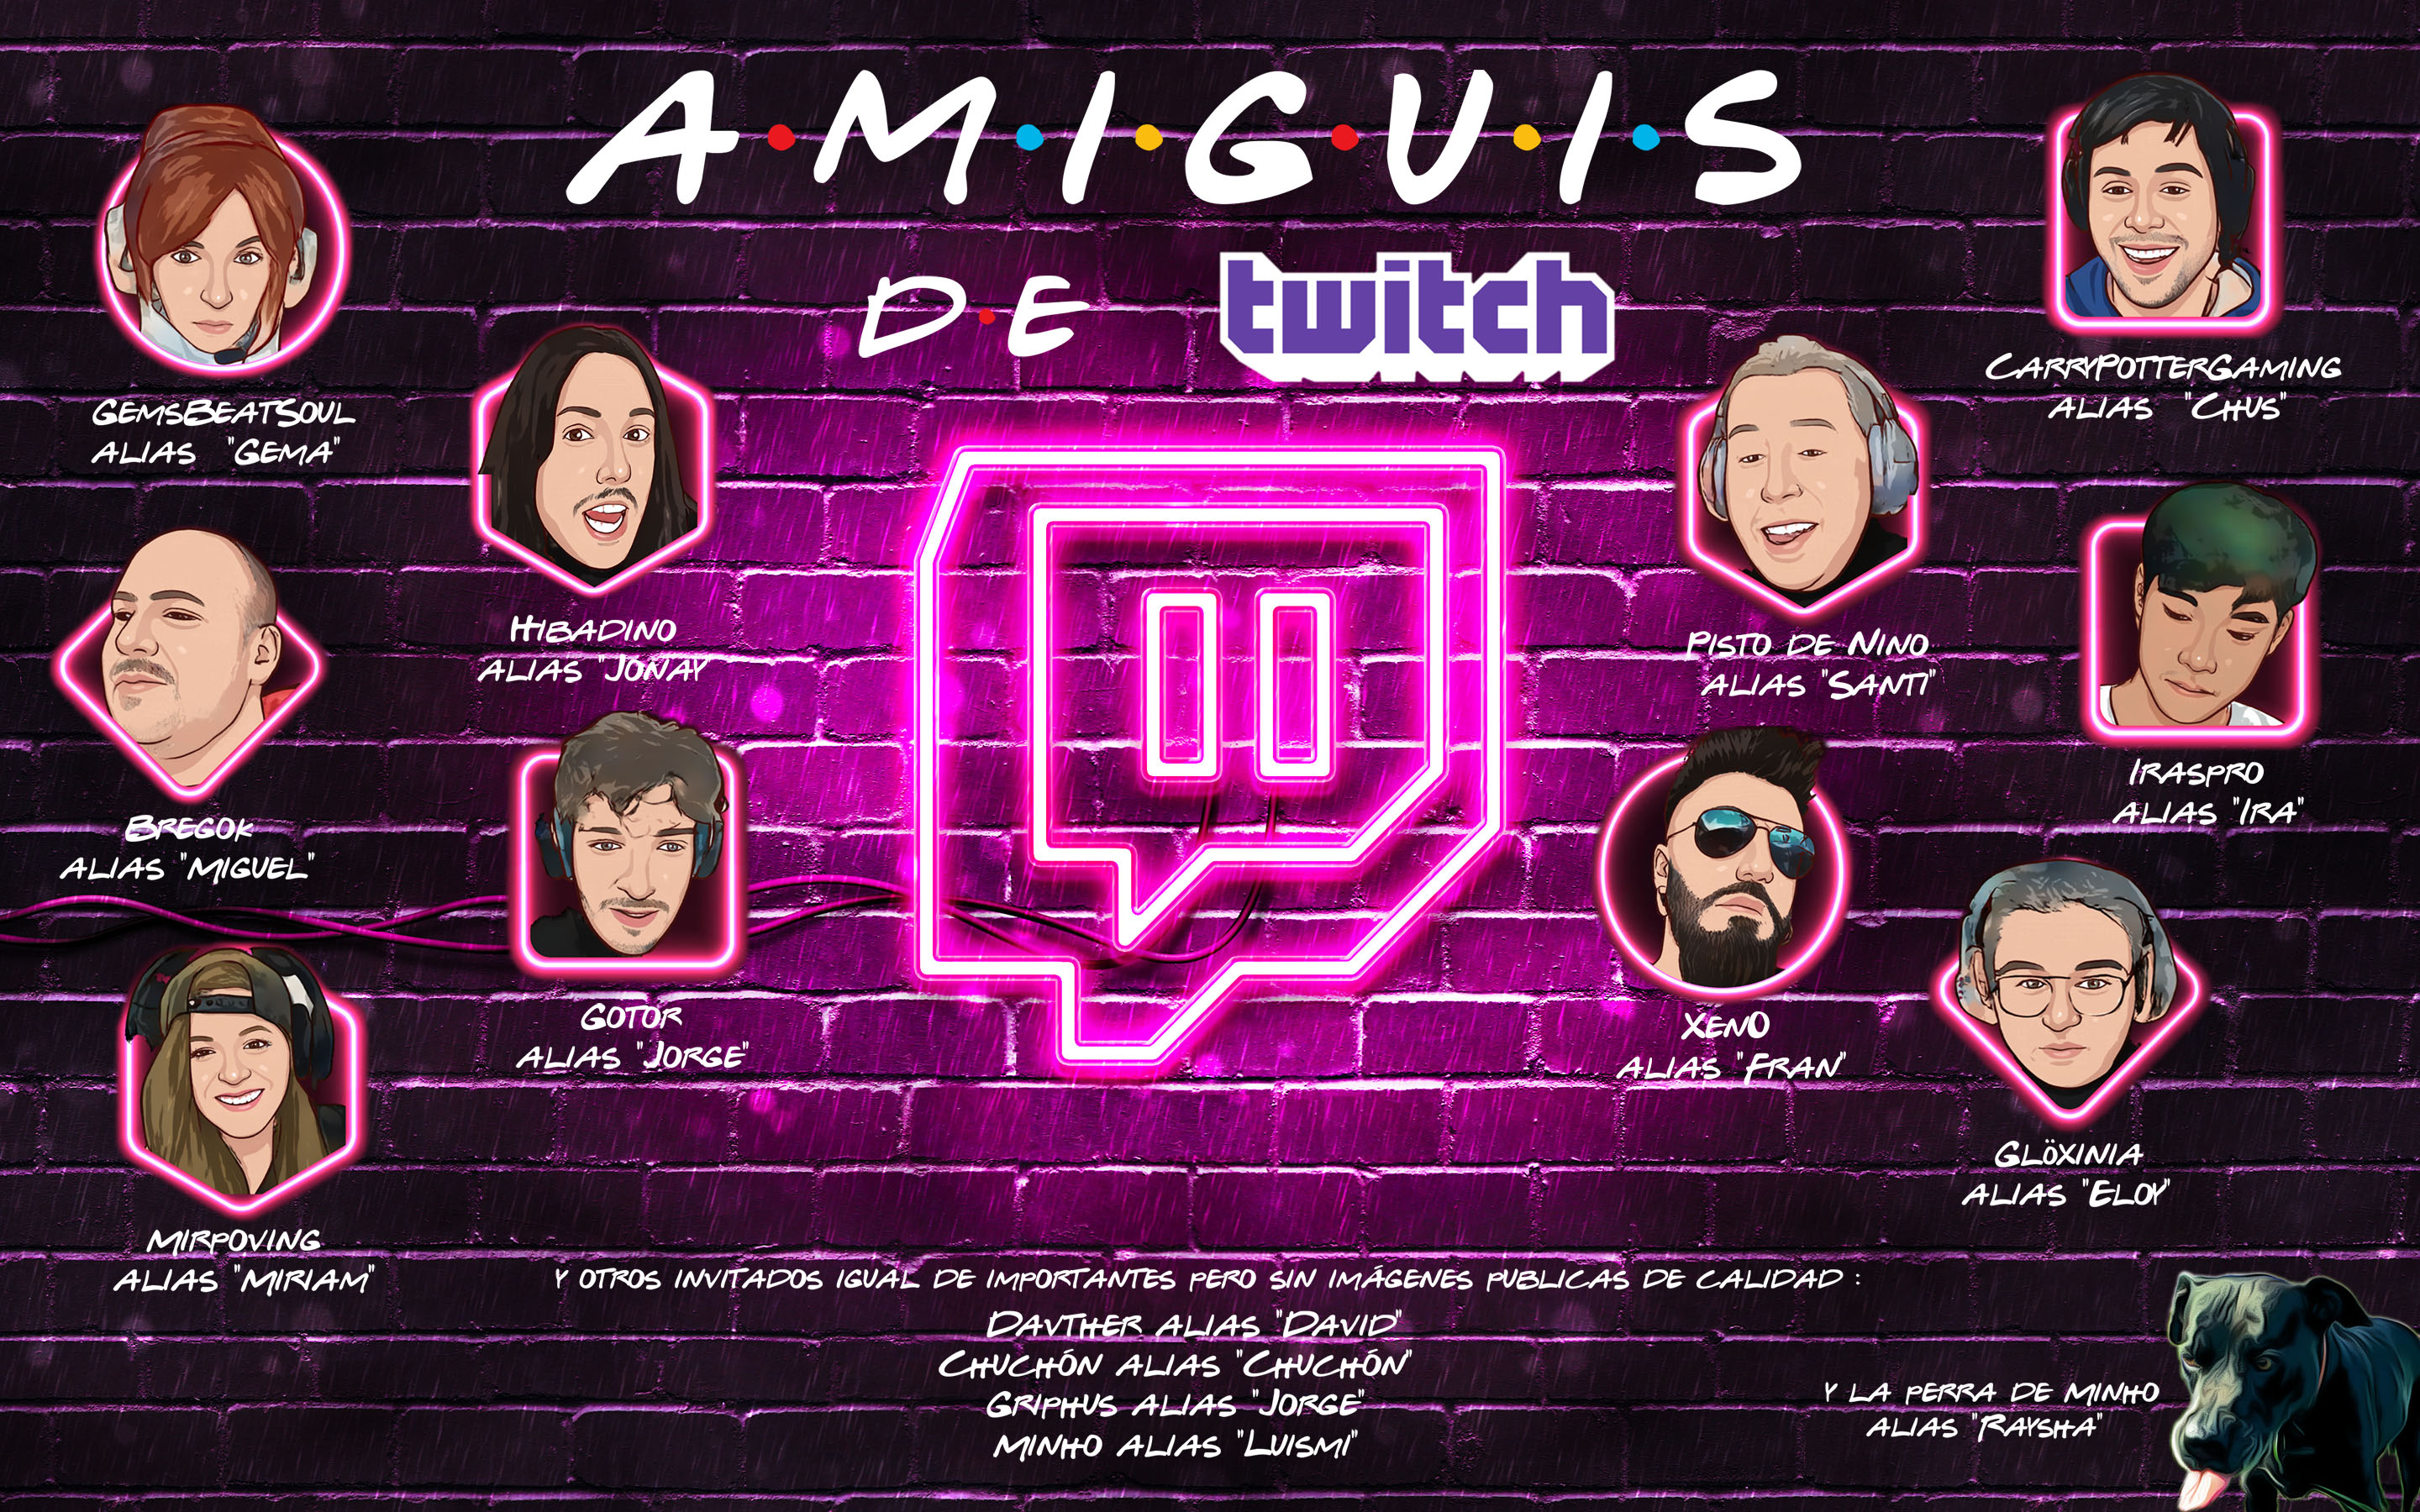 A·M·I·G·U·I·S
D·E twitch
GemsBeatSoul
alias "Gema"
Hibadino
alias "Jonay"
Bregok
alias "Miguel"
Gotor
alias "Jorge"
mirpoving
alias "Miriam"
CarryPotterGaming
alias "Chus"
Pisto de Nino
alias "Santi"
Iraspro
alias "Ira"
xen0
alias "Fran"
Glöxinia
alias "Eloy"
y otros invitados igual de importantes pero sin imágenes publicas de calidad :
Davther alias "David"
Chuchón alias "Chuchón"
Griphus alias "Jorge"
minho alias "Luismi"
y la perra de minho
alias "Raysha"